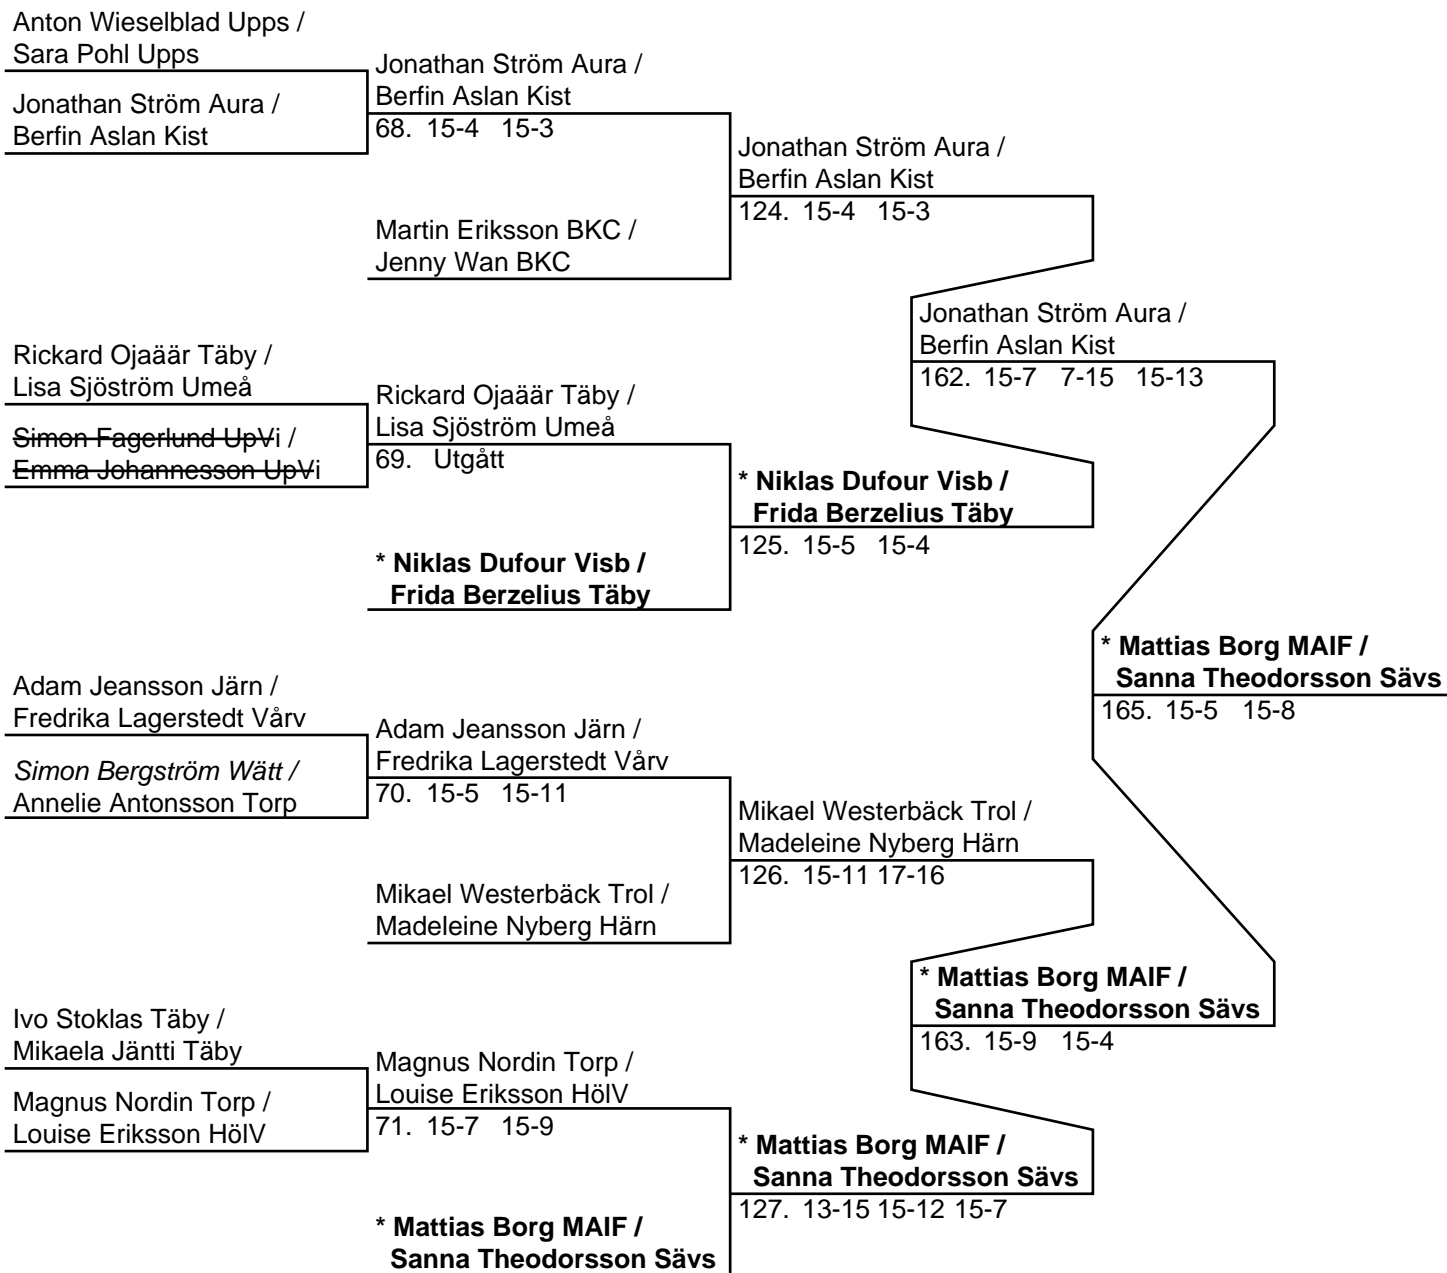 Anton Wieselblad Upps /
Sara Pohl Upps
Jonathan Ström Aura /
Berfin Aslan Kist
Jonathan Ström Aura /
Berfin Aslan Kist
68. 15-4 15-3
Martin Eriksson BKC /
Jenny Wan BKC
Jonathan Ström Aura /
Berfin Aslan Kist
124. 15-4 15-3
Rickard Ojaäär Täby /
Lisa Sjöström Umeå
Simon Fagerlund UpVi /
Emma Johannesson UpVi
Rickard Ojaäär Täby /
Lisa Sjöström Umeå
69. Utgått
* Niklas Dufour Visb /
Frida Berzelius Täby
* Niklas Dufour Visb /
Frida Berzelius Täby
125. 15-5 15-4
Jonathan Ström Aura /
Berfin Aslan Kist
162. 15-7 7-15 15-13
Adam Jeansson Järn /
Fredrika Lagerstedt Vårv
Simon Bergström Wätt /
Annelie Antonsson Torp
Adam Jeansson Järn /
Fredrika Lagerstedt Vårv
70. 15-5 15-11
Mikael Westerbäck Trol /
Madeleine Nyberg Härn
Mikael Westerbäck Trol /
Madeleine Nyberg Härn
126. 15-11 17-16
Ivo Stoklas Täby /
Mikaela Jäntti Täby
Magnus Nordin Torp /
Louise Eriksson HölV
Magnus Nordin Torp /
Louise Eriksson HölV
71. 15-7 15-9
* Mattias Borg MAIF /
Sanna Theodorsson Sävs
* Mattias Borg MAIF /
Sanna Theodorsson Sävs
127. 13-15 15-12 15-7
* Mattias Borg MAIF /
Sanna Theodorsson Sävs
163. 15-9 15-4
* Mattias Borg MAIF /
Sanna Theodorsson Sävs
165. 15-5 15-8